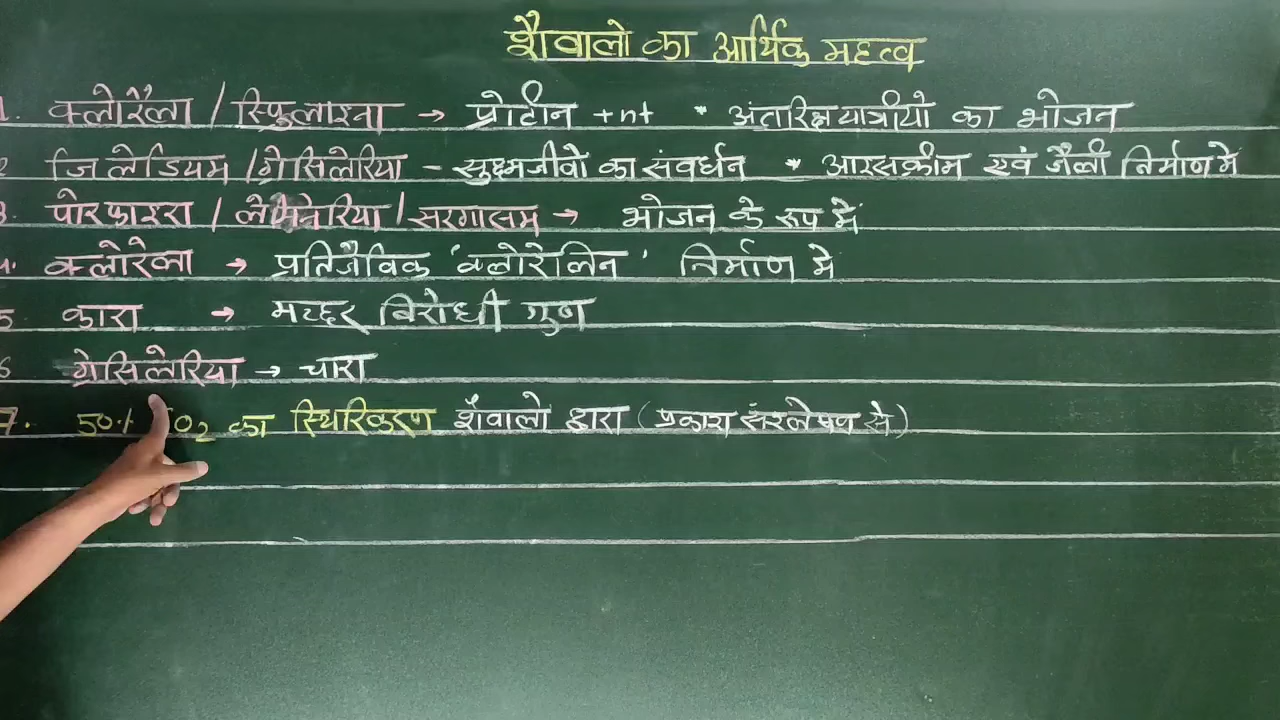 शैवालो का आर्थिक महत्व
1. क्लोरैला / स्पिुलाइना → प्रोटीन +nt * अंतरिक्षयात्रीयो का भोजन
2 जिलेडियम /ग्रेसिलेरिया – सुक्ष्मजीवो का संवर्धन * आइसक्रीम एवं जैली निर्माण मे
3 पोरफाइरा / लेमिनेरिया / सरगासम → भोजन के रूप मे
4. क्लोरेला → प्रतिजैविक 'क्लोरेलिन' निर्माण मे
5 कारा → मच्छर विरोधी गुण
6 ग्रेसिलेरिया → चारा
7. 50% CO2 का स्थिरिकरण शैवालो द्वारा (प्रकाश संश्लेषण से)